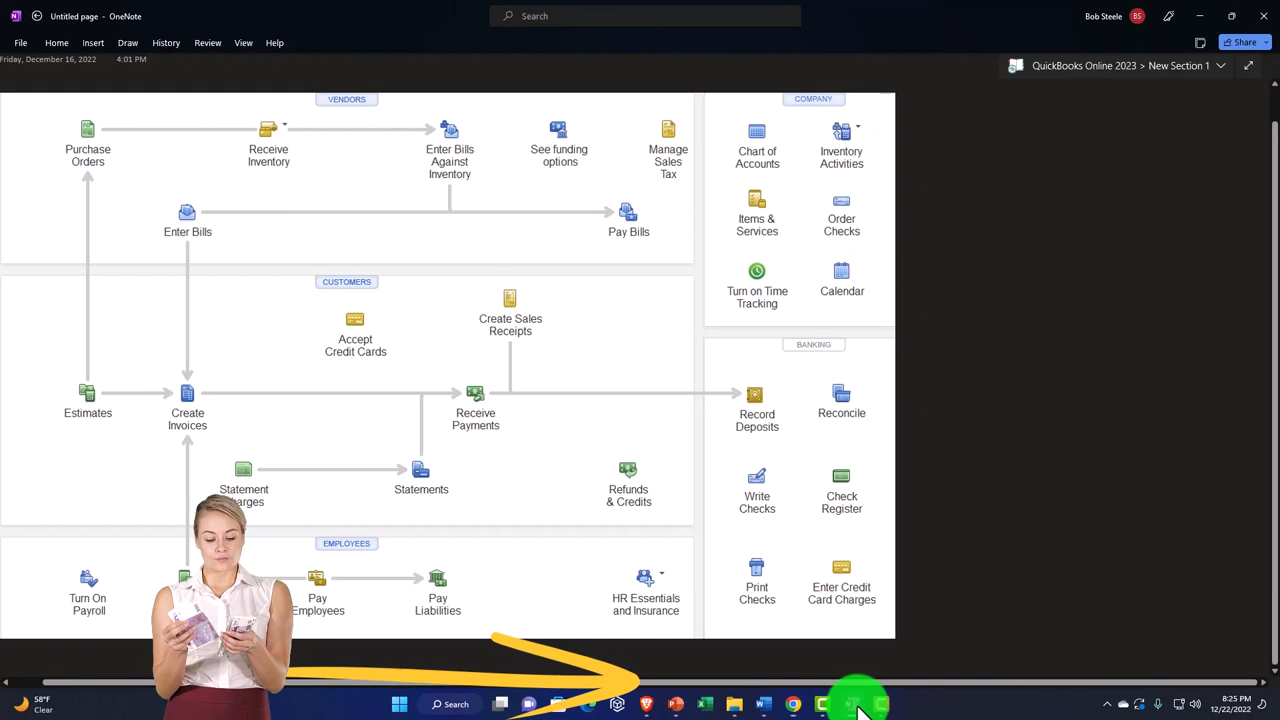 Untitled page - OneNote
Search
Bob Steele
BS
File Home Insert Draw History Review View Help
Share
Friday, December 16, 2022 4:01 PM
QuickBooks Online 2023 > New Section 1
VENDORS
Purchase
Orders
Receive
Inventory
Enter Bills
Against
Inventory
See funding
options
Manage
Sales
Tax
Enter Bills
Pay Bills
COMPANY
Chart of
Accounts
Inventory
Activities
Items &
Services
Order
Checks
Turn on Time
Tracking
Calendar
CUSTOMERS
Accept
Credit Cards
Create Sales
Receipts
Estimates
Create
Invoices
Receive
Payments
Statement
Statements
Refunds
& Credits
BANKING
Record
Deposits
Reconcile
Write
Checks
Check
Register
Print
Checks
Enter Credit
Card Charges
EMPLOYEES
Turn On
Payroll
Pay
Employees
Pay
Liabilities
HR Essentials
and Insurance
58°F
Clear
Search
8:25 PM
12/22/2022